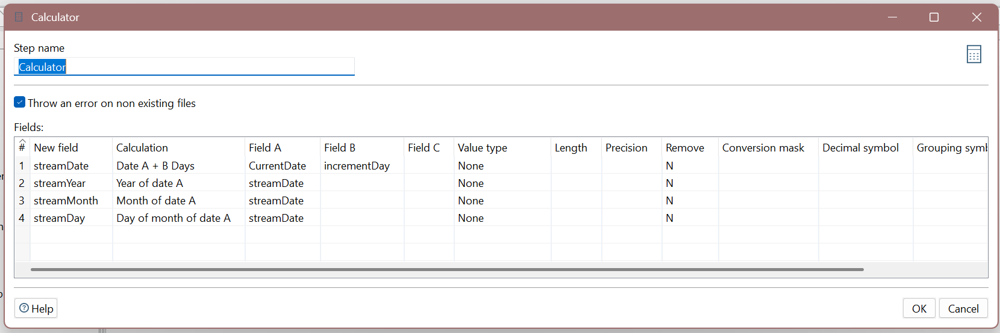 Calculator
Step name
Calculator
Throw an error on non existing files
Fields:
# New field Calculation Field A Field B Field C Value type Length Precision Remove Conversion mask Decimal symbol Grouping symb
1 streamDate Date A + B Days CurrentDate incrementDay None N
2 streamYear Year of date A streamDate None N
3 streamMonth Month of date A streamDate None N
4 streamDay Day of month of date A streamDate None N
Help OK Cancel